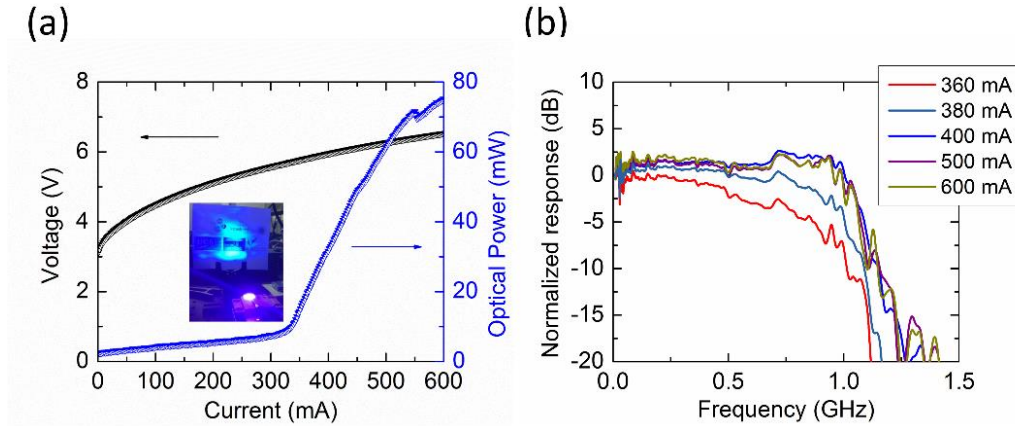 (a)
Voltage (V)
8
6
4
2
0
80
60
40
20
0
Optical Power (mW)
0 100 200 300 400 500 600
Current (mA)
(b)
Normalized response (dB)
10
5
0
-5
-10
-15
-20
360 mA
380 mA
400 mA
500 mA
600 mA
0.0 0.5 1.0 1.5
Frequency (GHz)